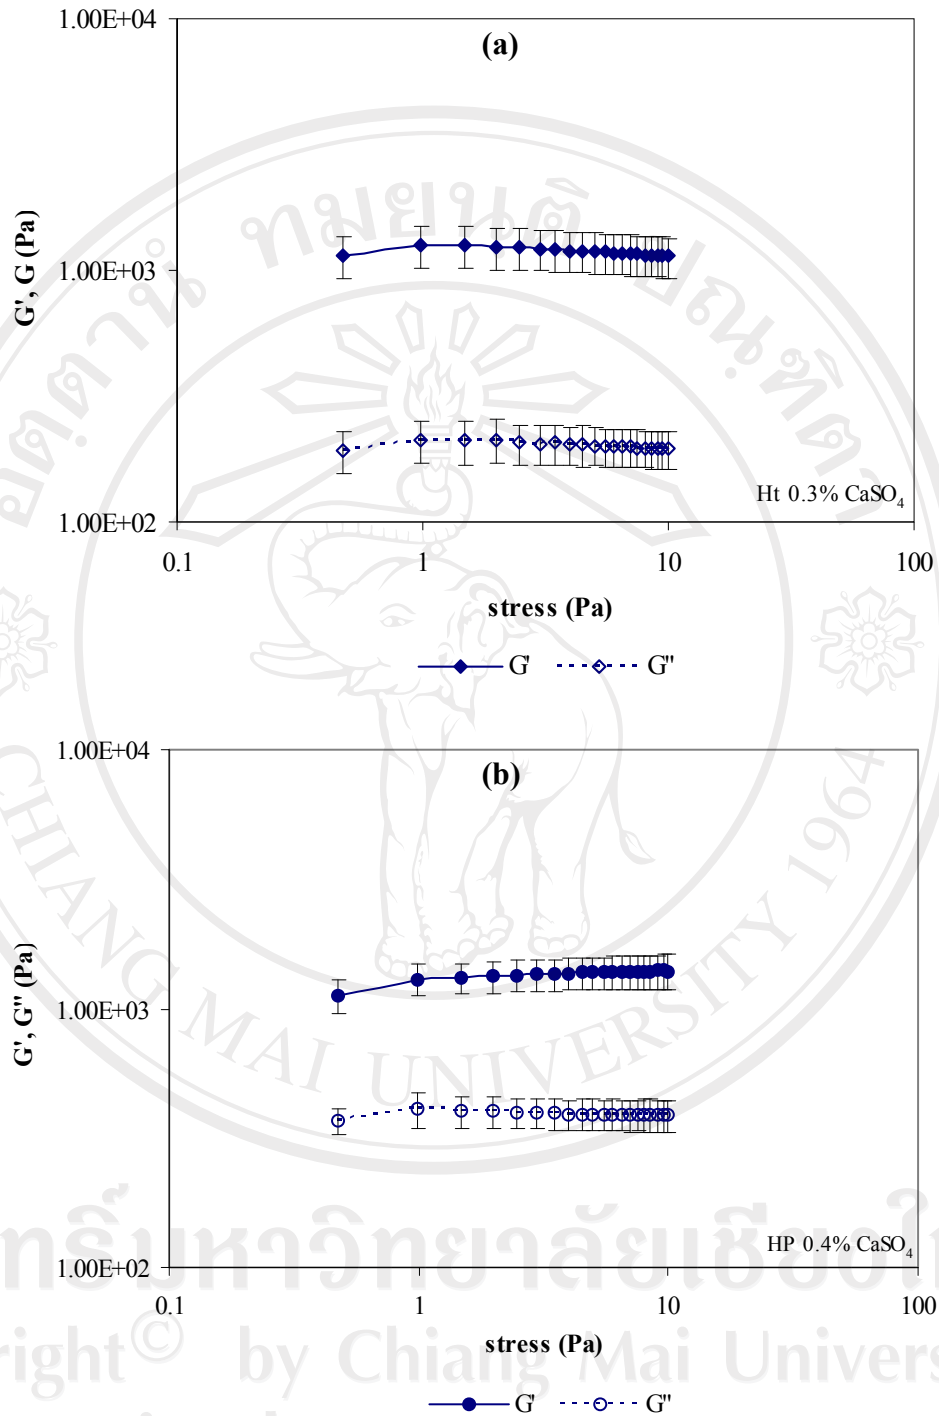 1.00E+04
(a)
G', G (Pa)
1.00E+03
Ht 0.3% CaSO₄
1.00E+02
0.1 1 10 100
stress (Pa)
G' G"
1.00E+04
(b)
G', G" (Pa)
1.00E+03
HP 0.4% CaSO₄
1.00E+02
0.1 1 10 100
stress (Pa)
G' G"
CHIANG MAI UNIVERSITY 1964
right © by Chiang Mai Univers